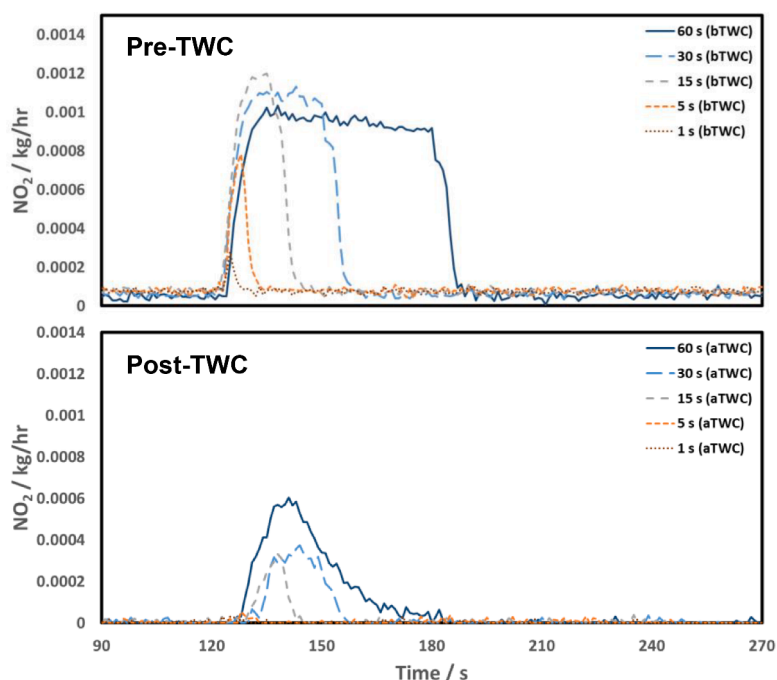 Pre-TWC
NO2 / kg/hr
0.0014
0.0012
0.001
0.0008
0.0006
0.0004
0.0002
0
60 s (bTWC)
30 s (bTWC)
15 s (bTWC)
5 s (bTWC)
1 s (bTWC)
Post-TWC
NO2 / kg/hr
0.0014
0.0012
0.001
0.0008
0.0006
0.0004
0.0002
0
60 s (aTWC)
30 s (aTWC)
15 s (aTWC)
5 s (aTWC)
1 s (aTWC)
90 120 150 180 210 240 270
Time / s